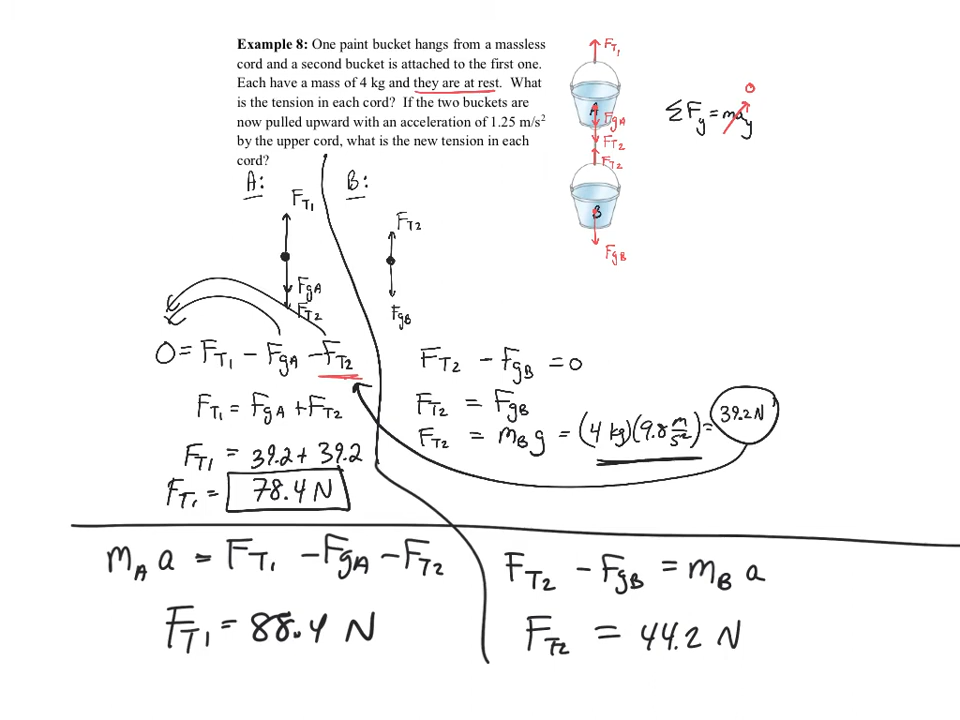 Example 8: One paint bucket hangs from a massless
cord and a second bucket is attached to the first one.
Each have a mass of 4 kg and they are at rest. What
is the tension in each cord? If the two buckets are
now pulled upward with an acceleration of 1.25 m/s²
by the upper cord, what is the new tension in each
cord?
F_T1
A
F_gA
F_T2
F_T2
B
F_gB
ΣF_y = ma_y
0
A:
F_T1
F_gA
F_T2
B:
F_T2
F_gB
0 = F_T1 - F_gA - F_T2
F_T1 = F_gA + F_T2
F_T1 = 39.2 + 39.2
F_T1 = 78.4 N
F_T2 - F_gB = 0
F_T2 = F_gB
F_T2 = m_B g = (4 kg)(9.8 m/s²) = 39.2 N
m_A a = F_T1 - F_gA - F_T2
F_T1 = 88.4 N
F_T2 - F_gB = m_B a
F_T2 = 44.2 N